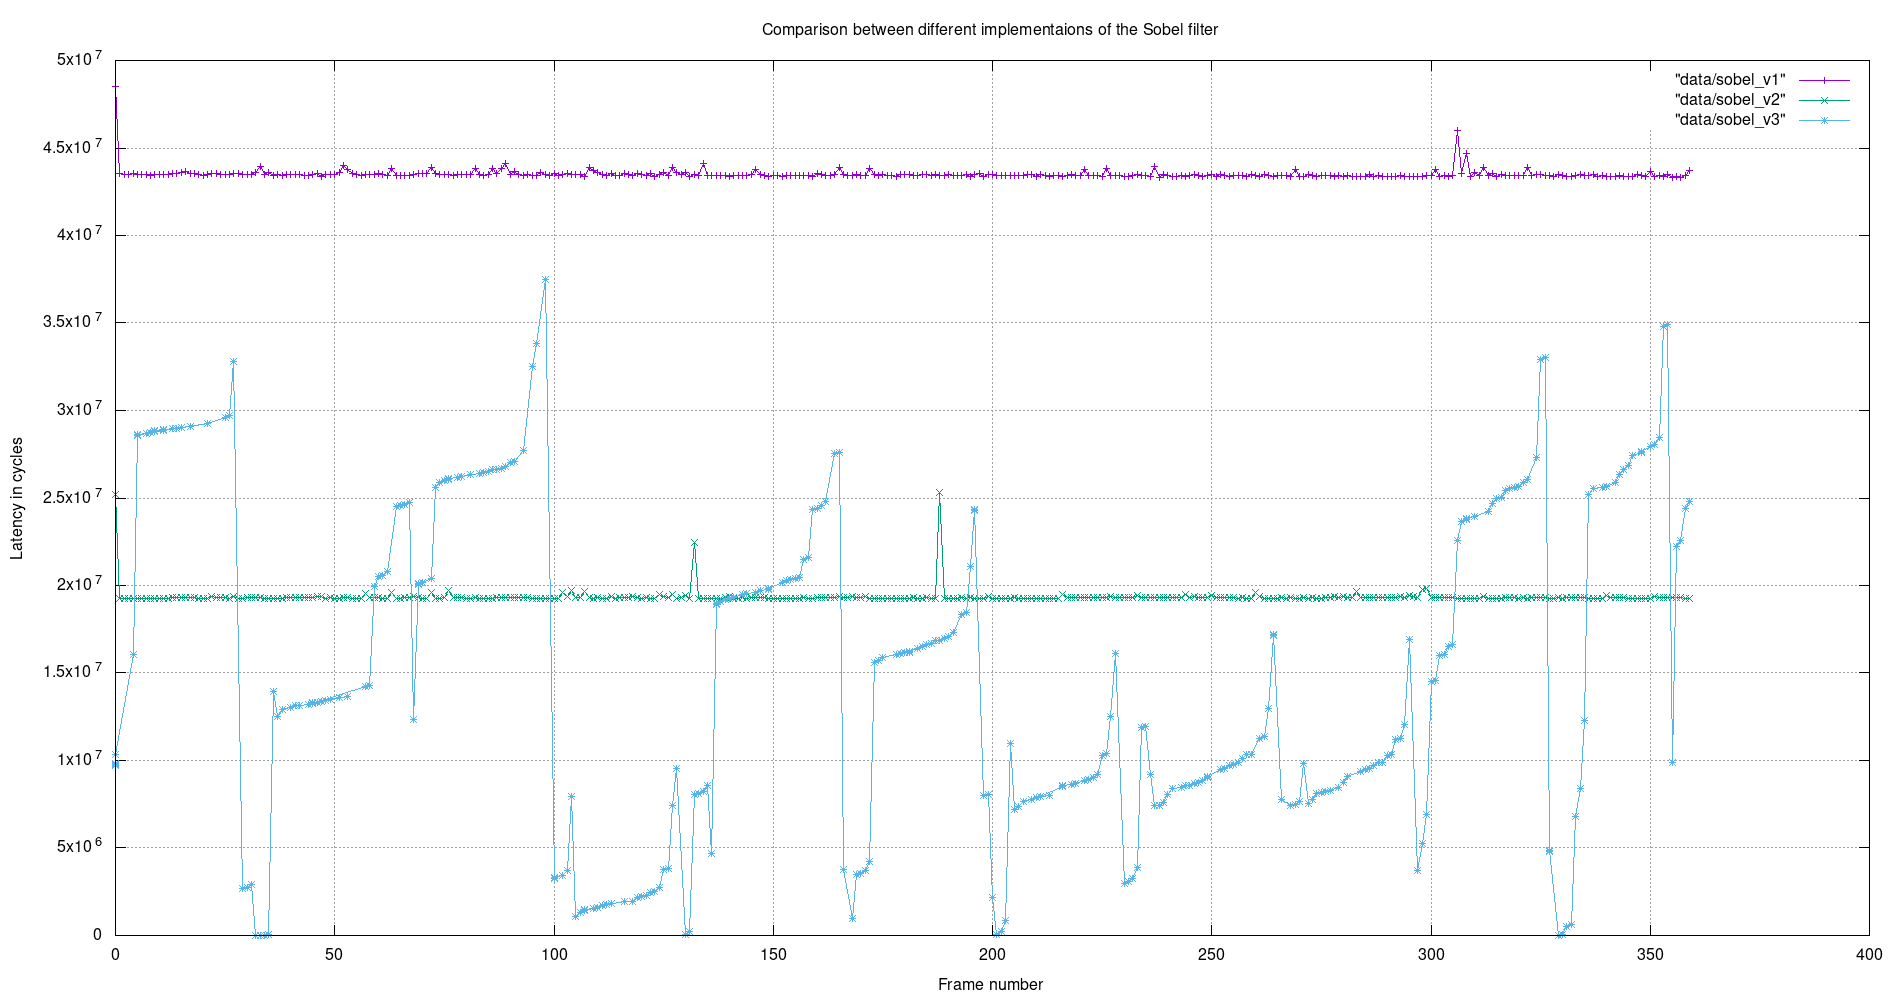 Comparison between different implementaions of the Sobel filter
5x10 7
4.5x10 7
4x10 7
3.5x10 7
3x10 7
2.5x10 7
2x10 7
1.5x10 7
1x10 7
5x10 6
0
"data/sobel_v1"
"data/sobel_v2"
"data/sobel_v3"
Latency in cycles
0 50 100 150 200 250 300 350 400
Frame number